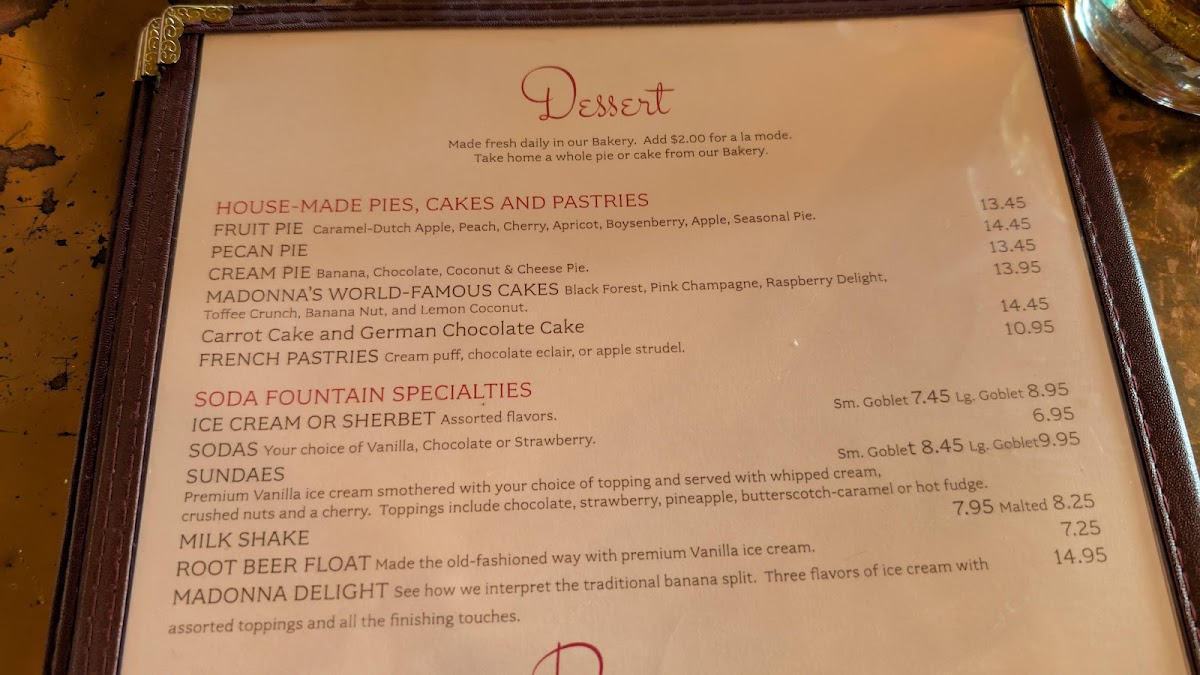 Dessert
Made fresh daily in our Bakery. Add $2.00 for a la mode.
Take home a whole pie or cake from our Bakery.
HOUSE-MADE PIES, CAKES AND PASTRIES
FRUIT PIE Caramel-Dutch Apple, Peach, Cherry, Apricot, Boysenberry, Apple, Seasonal Pie. 13.45
PECAN PIE 14.45
CREAM PIE Banana, Chocolate, Coconut & Cheese Pie. 13.45
MADONNA'S WORLD-FAMOUS CAKES Black Forest, Pink Champagne, Raspberry Delight, 13.95
Toffee Crunch, Banana Nut, and Lemon Coconut.
Carrot Cake and German Chocolate Cake 14.45
FRENCH PASTRIES Cream puff, chocolate eclair, or apple strudel. 10.95
SODA FOUNTAIN SPECIALTIES
ICE CREAM OR SHERBET Assorted flavors. Sm. Goblet 7.45 Lg. Goblet 8.95
SODAS Your choice of Vanilla, Chocolate or Strawberry. 6.95
SUNDAES Sm. Goblet 8.45 Lg. Goblet 9.95
Premium Vanilla ice cream smothered with your choice of topping and served with whipped cream,
crushed nuts and a cherry. Toppings include chocolate, strawberry, pineapple, butterscotch-caramel or hot fudge.
MILK SHAKE 7.95 Malted 8.25
ROOT BEER FLOAT Made the old-fashioned way with premium Vanilla ice cream. 7.25
MADONNA DELIGHT See how we interpret the traditional banana split. Three flavors of ice cream with 14.95
assorted toppings and all the finishing touches.